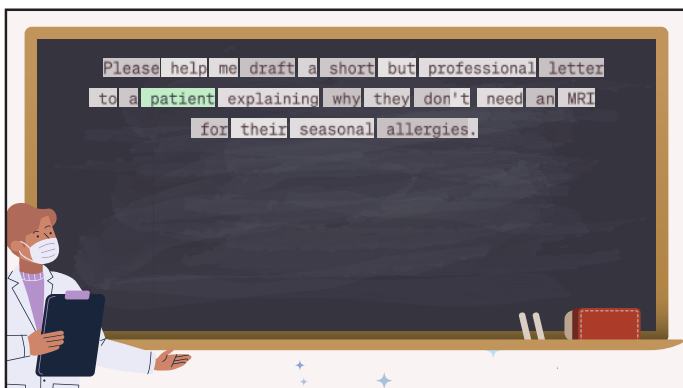 Please help me draft a short but professional letter
to a patient explaining why they don't need an MRI
for their seasonal allergies.